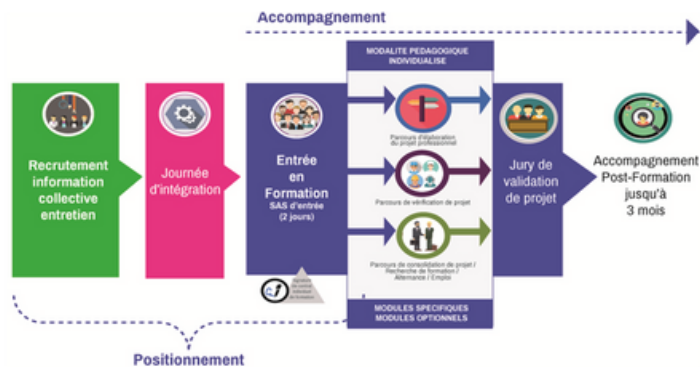 Accompagnement
MODALITE PEDAGOGIQUE
INDIVIDUALISE
Recrutement
information
collective
entretien
Journée
d'intégration
Entrée
en
Formation
SAS d'entrée
(2 jours)
Parcours d'élaboration
du projet professionnel
Parcours de vérification de projet
Parcours de consolidation de projet /
Recherche de formation /
Alternance / Emploi
Jury de
validation
de projet
Accompagnement
Post-Formation
jusqu'à
3 mois
MODULES SPECIFIQUES
MODULES OPTIONNELS
Positionnement